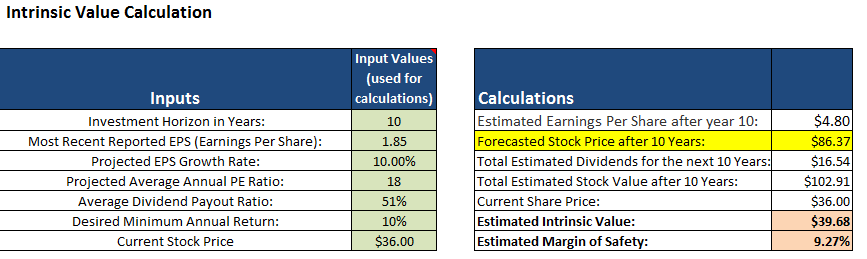 Intrinsic Value Calculation
Inputs Input Values (used for calculations)
Investment Horizon in Years: 10
Most Recent Reported EPS (Earnings Per Share): 1.85
Projected EPS Growth Rate: 10.00%
Projected Average Annual PE Ratio: 18
Average Dividend Payout Ratio: 51%
Desired Minimum Annual Return: 10%
Current Stock Price $36.00
Calculations
Estimated Earnings Per Share after year 10: $4.80
Forecasted Stock Price after 10 Years: $86.37
Total Estimated Dividends for the next 10 Years: $16.54
Total Estimated Stock Value after 10 Years: $102.91
Current Share Price: $36.00
Estimated Intrinsic Value: $39.68
Estimated Margin of Safety: 9.27%